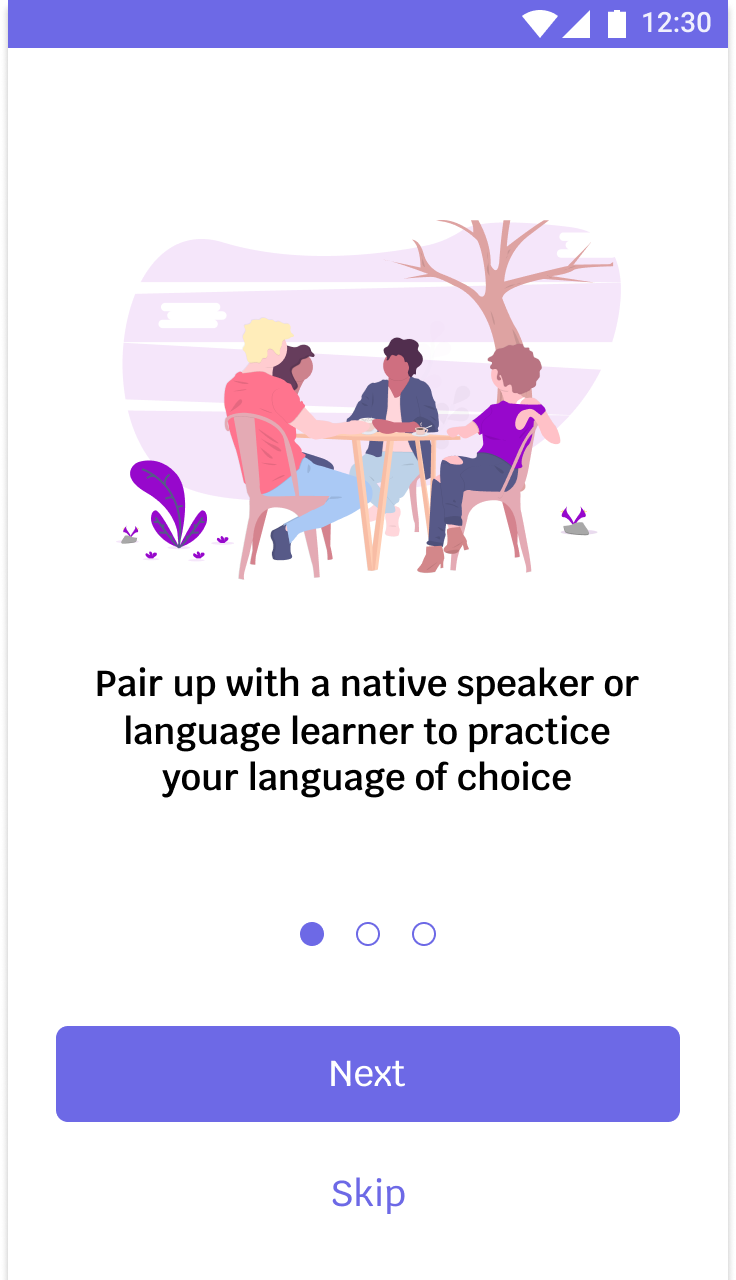 12:30
Pair up with a native speaker or
language learner to practice
your language of choice
Next
Skip